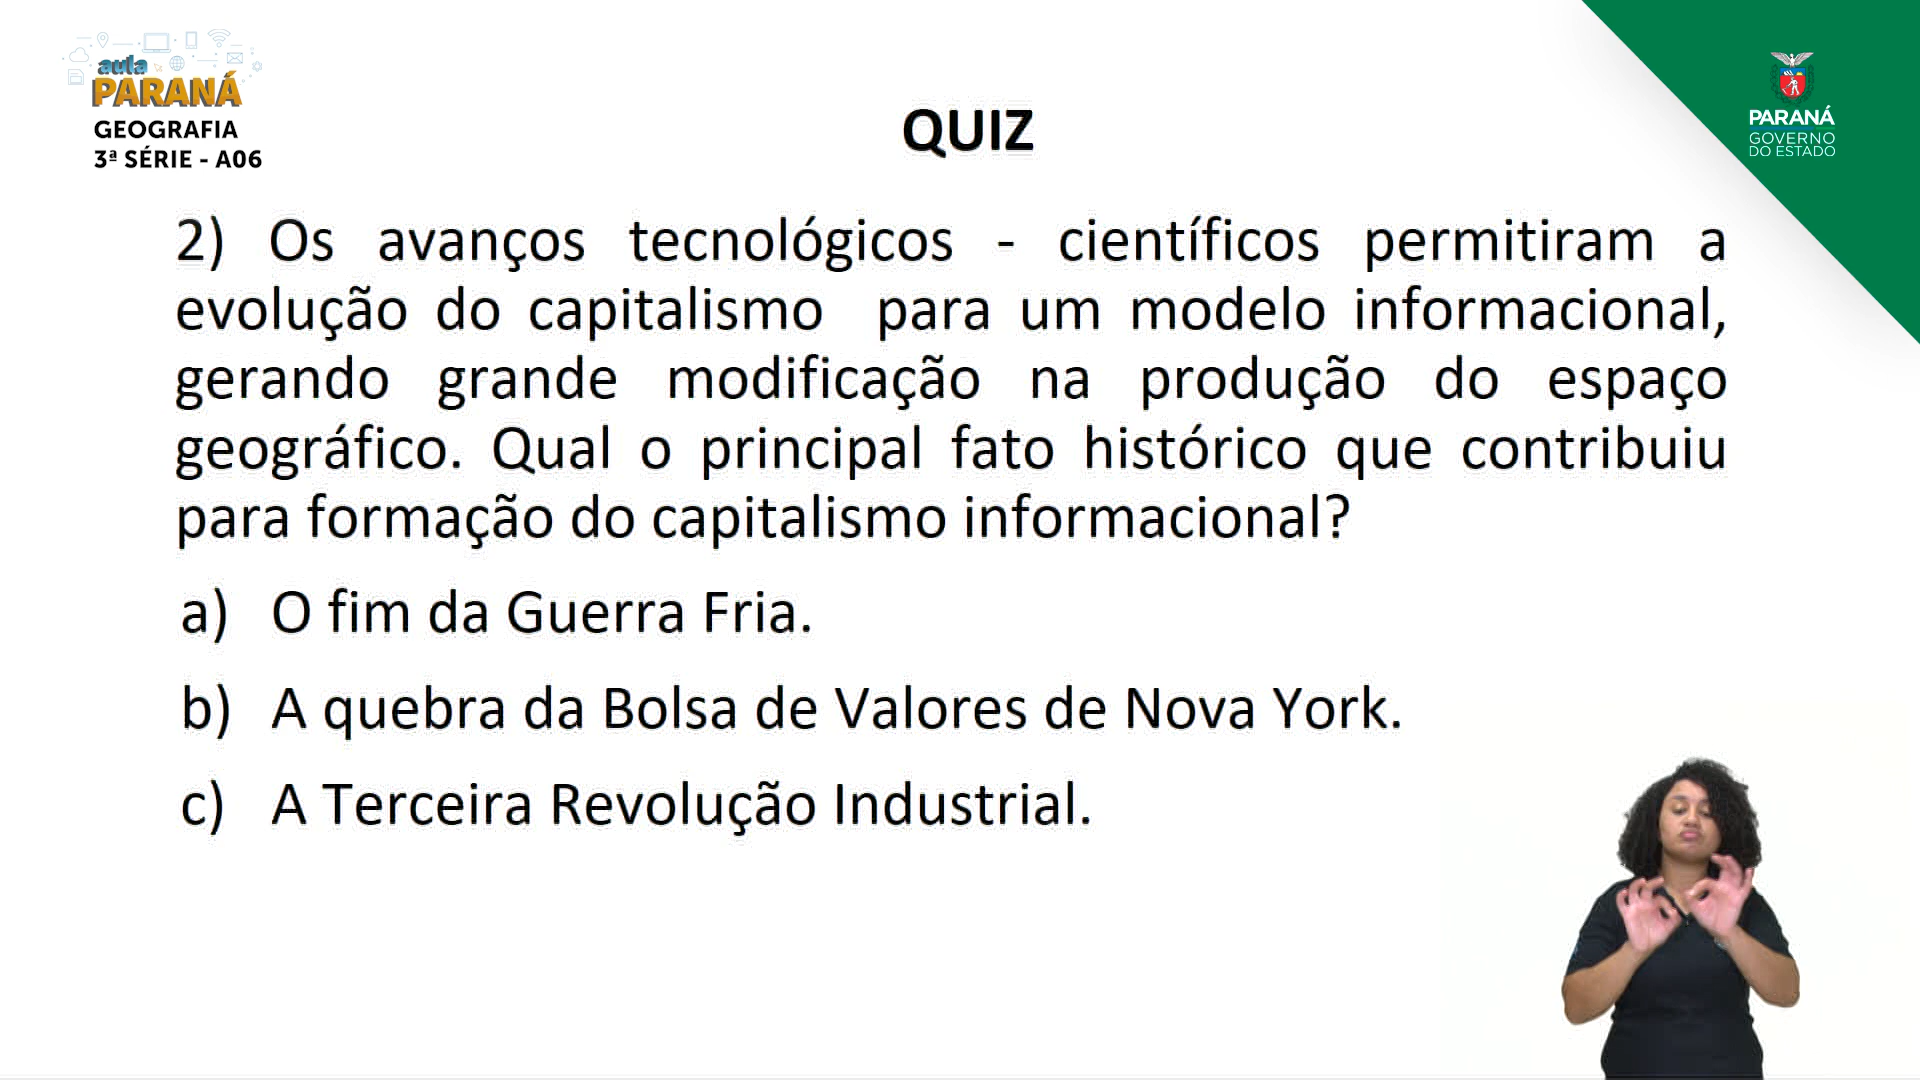 aula
PARANÁ
GEOGRAFIA
3ª SÉRIE - A06
PARANÁ
GOVERNO
DO ESTADO
QUIZ
2) Os avanços tecnológicos - científicos permitiram a
evolução do capitalismo para um modelo informacional,
gerando grande modificação na produção do espaço
geográfico. Qual o principal fato histórico que contribuiu
para formação do capitalismo informacional?
a) O fim da Guerra Fria.
b) A quebra da Bolsa de Valores de Nova York.
c) A Terceira Revolução Industrial.